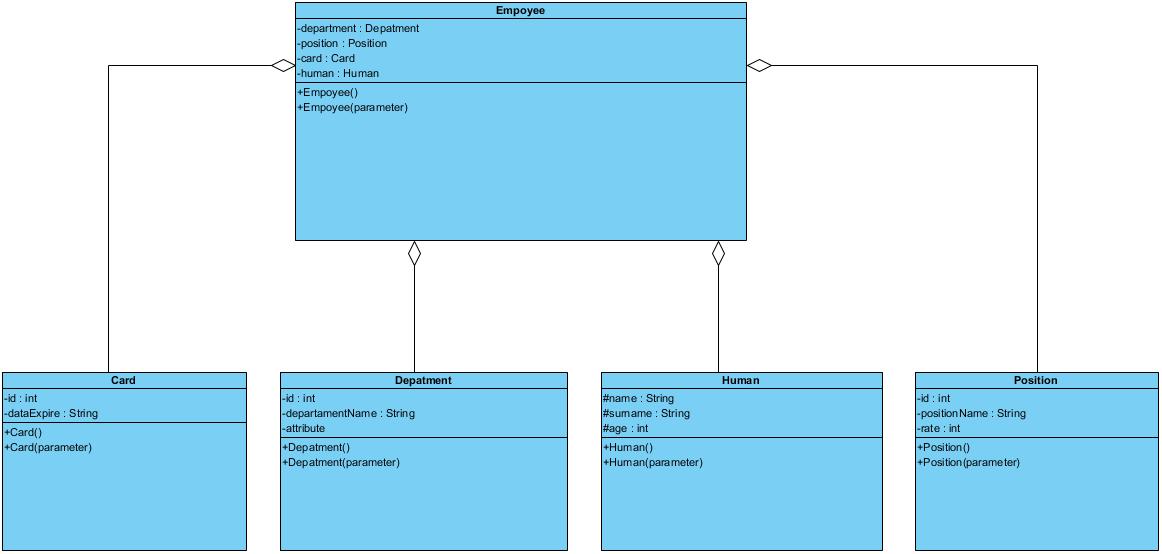 Empoyee
-department : Depatment
-position : Position
-card : Card
-human : Human
+Empoyee()
+Empoyee(parameter)
Card
-id : int
-dataExpire : String
+Card()
+Card(parameter)
Depatment
-id : int
-departamentName : String
-attribute
+Depatment()
+Depatment(parameter)
Human
#name : String
#surname : String
#age : int
+Human()
+Human(parameter)
Position
-id : int
-positionName : String
-rate : int
+Position()
+Position(parameter)